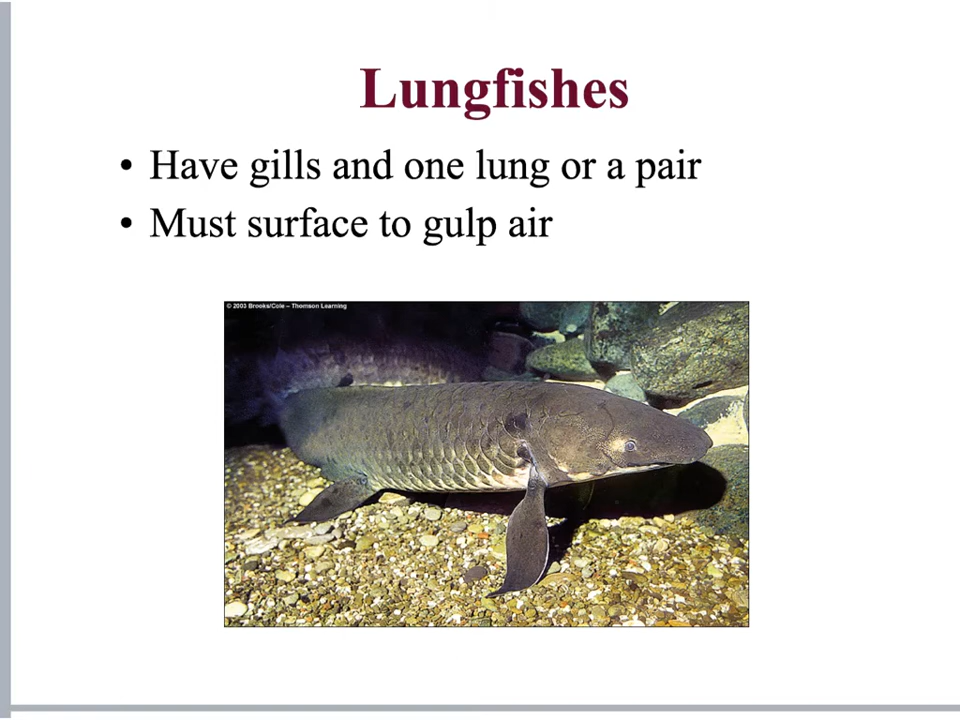 Lungfishes
• Have gills and one lung or a pair
• Must surface to gulp air
© 2003 Brooks/Cole – Thomson Learning